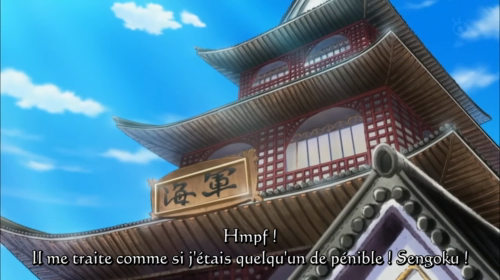 海軍
Hmpf !
Il me traite comme si j'étais quelqu'un de pénible ! Sengoku !